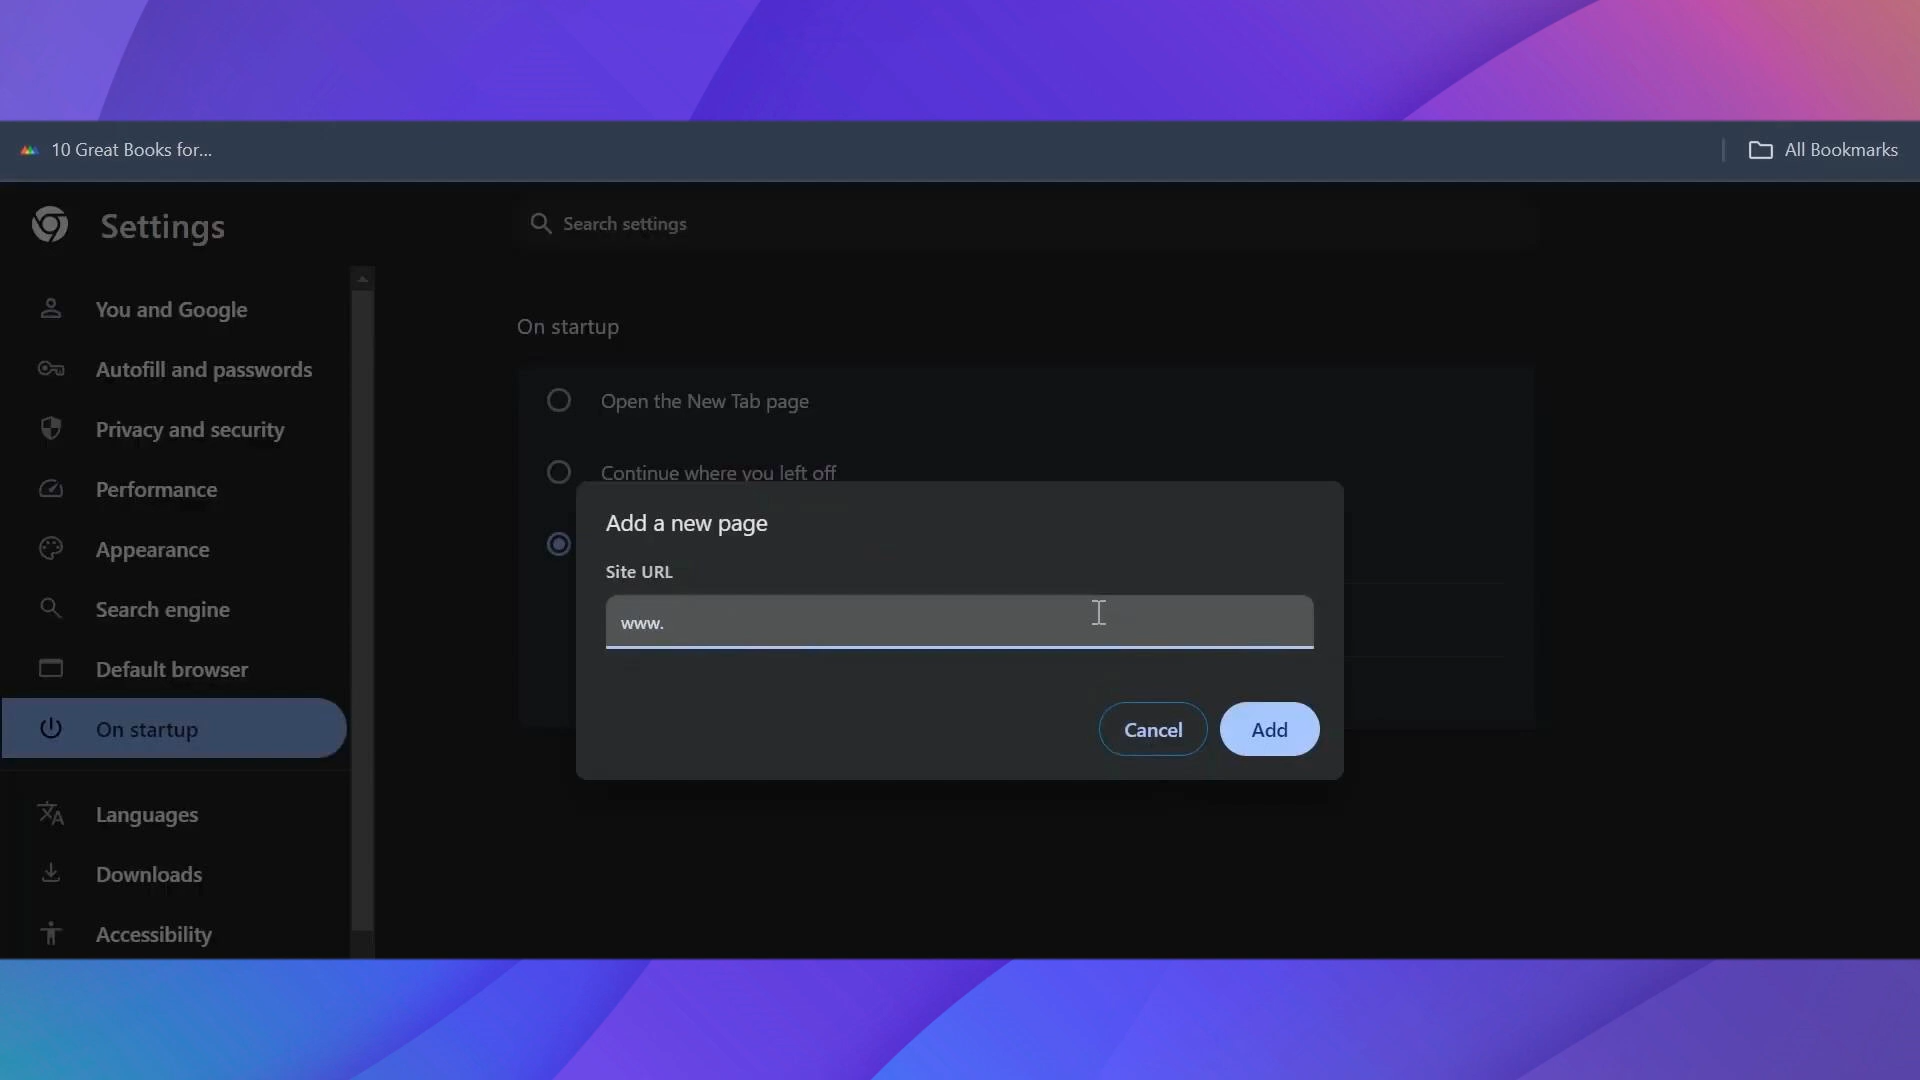 10 Great Books for...
All Bookmarks
Settings
Search settings
You and Google
Autofill and passwords
Privacy and security
Performance
Appearance
Search engine
Default browser
On startup
Languages
Downloads
Accessibility
On startup
Open the New Tab page
Continue where you left off
Add a new page
Site URL
www.
Cancel
Add